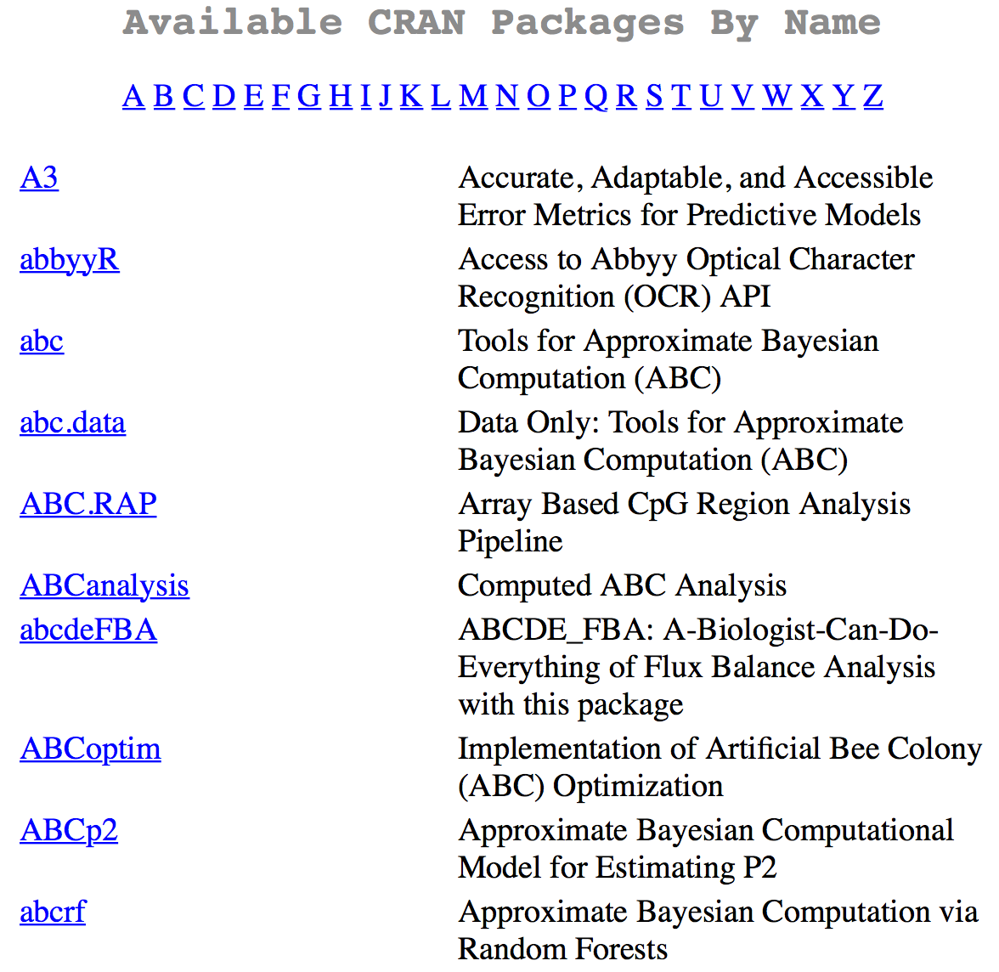 Available CRAN Packages By Name
A B C D E F G H I J K L M N O P Q R S T U V W X Y Z
A3 Accurate, Adaptable, and Accessible
Error Metrics for Predictive Models
abbyyR Access to Abbyy Optical Character
Recognition (OCR) API
abc Tools for Approximate Bayesian
Computation (ABC)
abc.data Data Only: Tools for Approximate
Bayesian Computation (ABC)
ABC.RAP Array Based CpG Region Analysis
Pipeline
ABCanalysis Computed ABC Analysis
abcdeFBA ABCDE_FBA: A-Biologist-Can-Do-
Everything of Flux Balance Analysis
with this package
ABCoptim Implementation of Artificial Bee Colony
(ABC) Optimization
ABCp2 Approximate Bayesian Computational
Model for Estimating P2
abcrf Approximate Bayesian Computation via
Random Forests